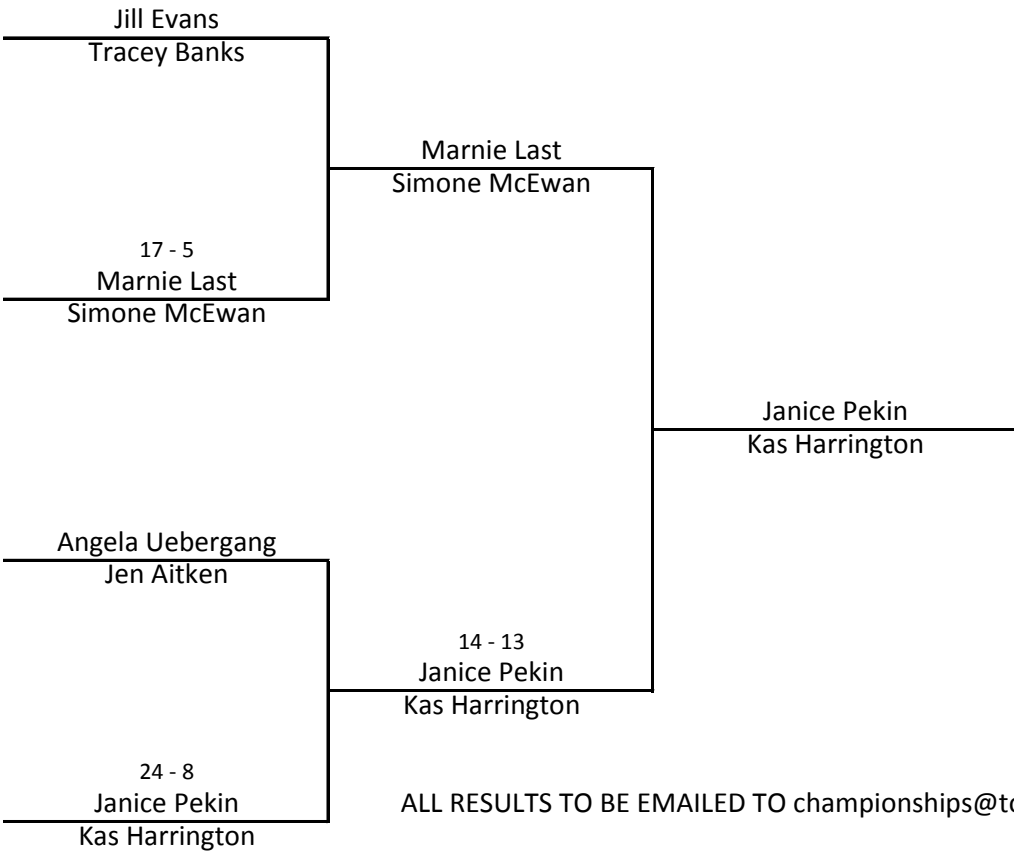 Jill Evans
Tracey Banks
Marnie Last
Simone McEwan
17 - 5
Marnie Last
Simone McEwan
Janice Pekin
Kas Harrington
Angela Uebergang
Jen Aitken
14 - 13
Janice Pekin
Kas Harrington
24 - 8
Janice Pekin
Kas Harrington
ALL RESULTS TO BE EMAILED TO